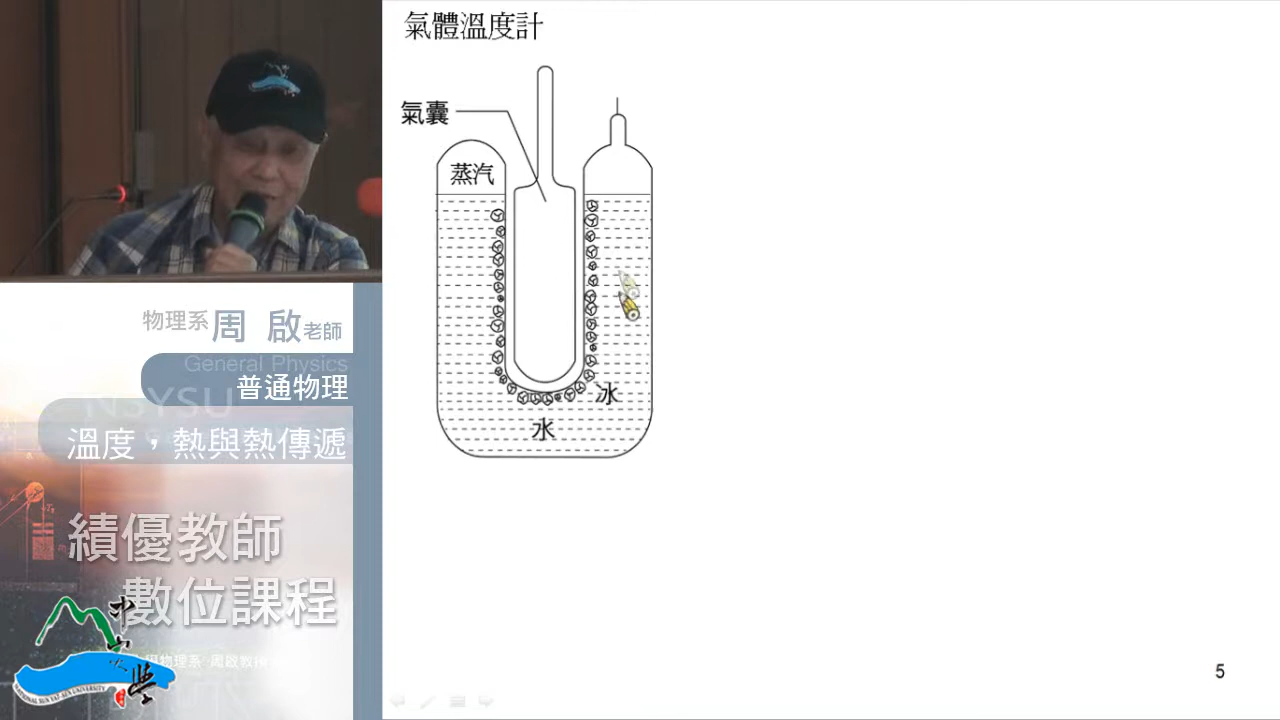 氣體溫度計
氣囊
蒸汽
冰
水
5
物理系周 啟老師
General Physics
普通物理
NSYSU
溫度，熱與熱傳遞
績優教師
數位課程